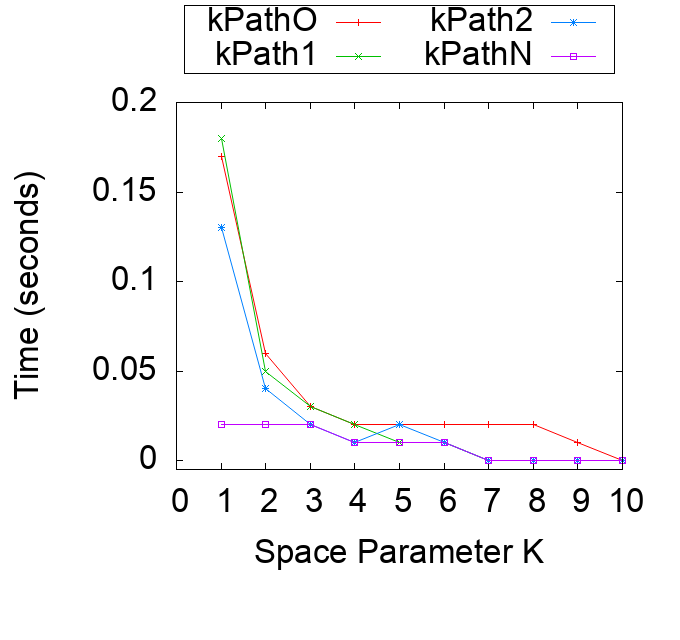 kPathO kPath2
kPath1 kPathN
0.2
0.15
0.1
0.05
0
Time (seconds)
0 1 2 3 4 5 6 7 8 9 10
Space Parameter K